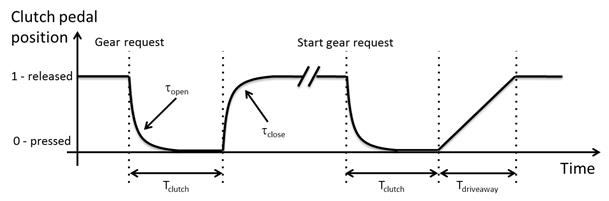 Clutch pedal
position
Gear request
Start gear request
1 - released
τopen
τclose
0 - pressed
Time
Tclutch
Tclutch
Tdriveaway